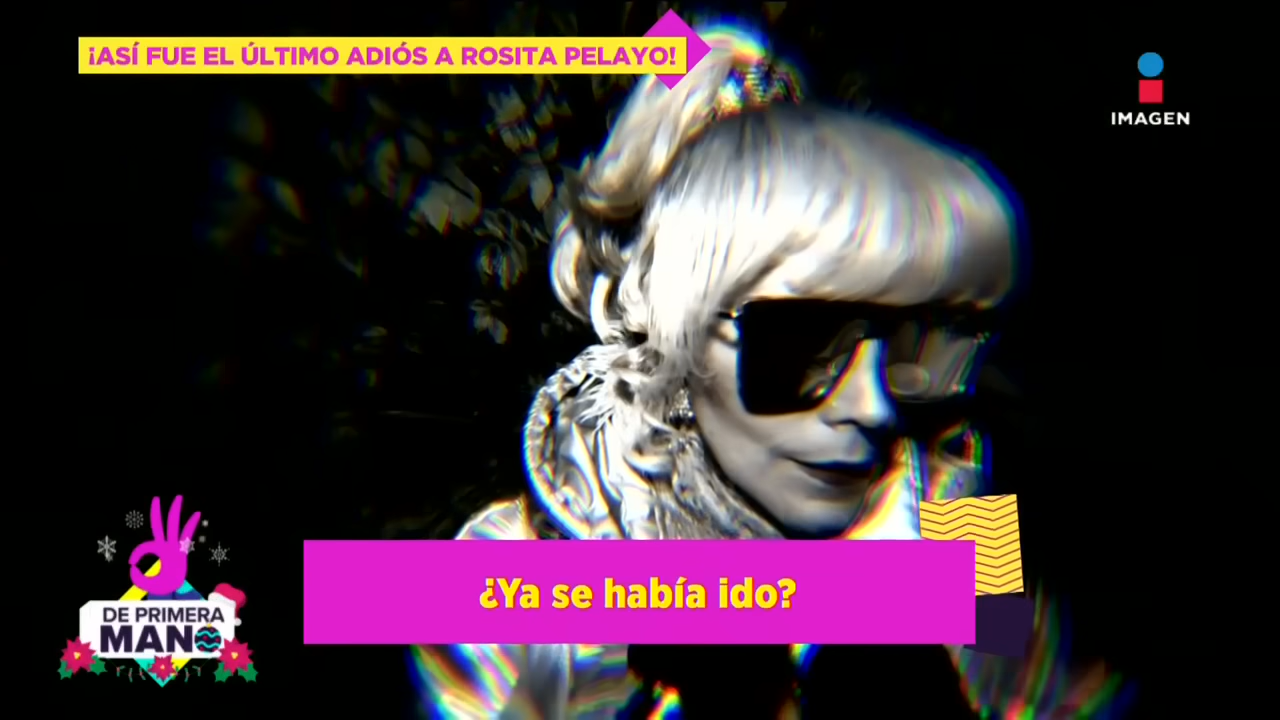 ¡ASÍ FUE EL ÚLTIMO ADIÓS A ROSITA PELAYO!
IMAGEN
DE PRIMERA
MANO
¿Ya se había ido?